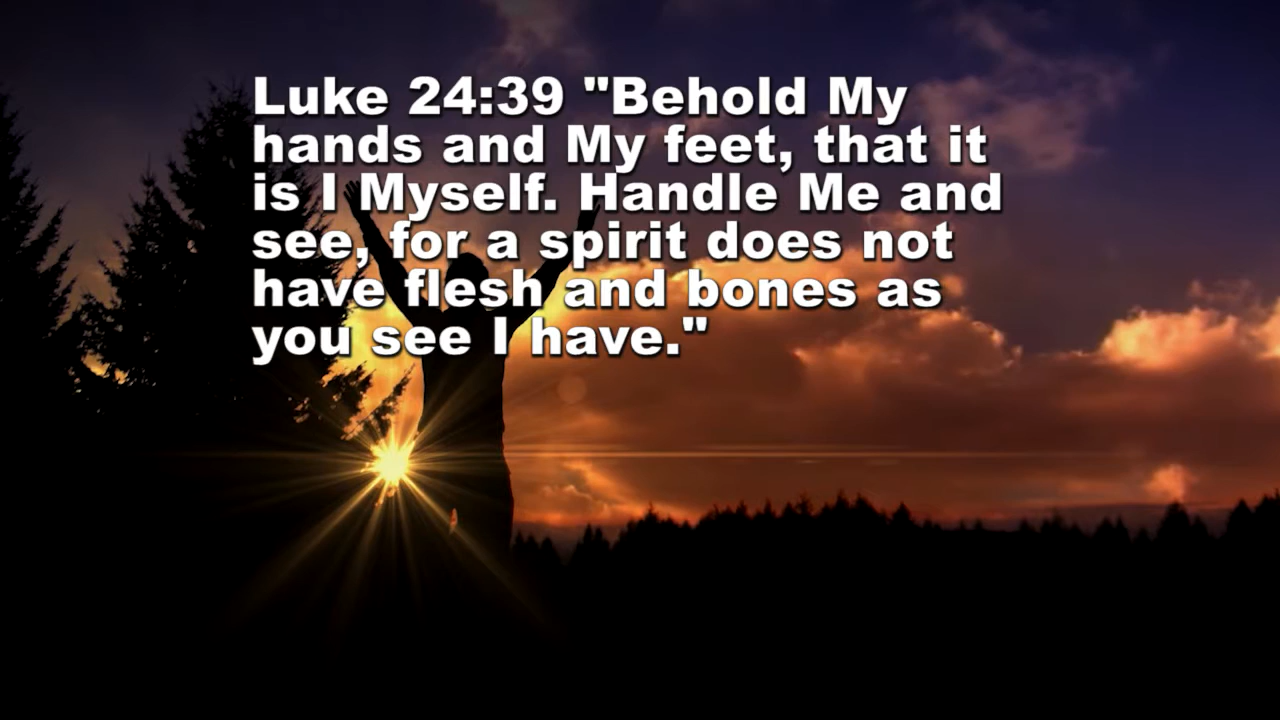 Luke 24:39 "Behold My
hands and My feet, that it
is I Myself. Handle Me and
see, for a spirit does not
have flesh and bones as
you see I have."